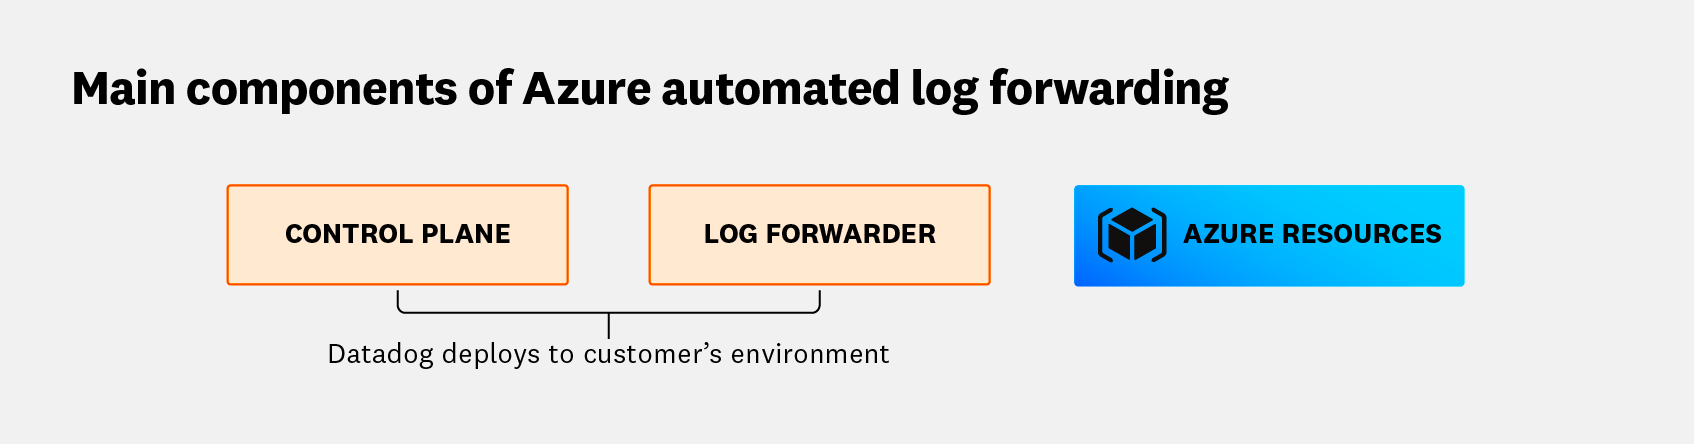 Main components of Azure automated log forwarding
CONTROL PLANE
LOG FORWARDER
AZURE RESOURCES
Datadog deploys to customer’s environment